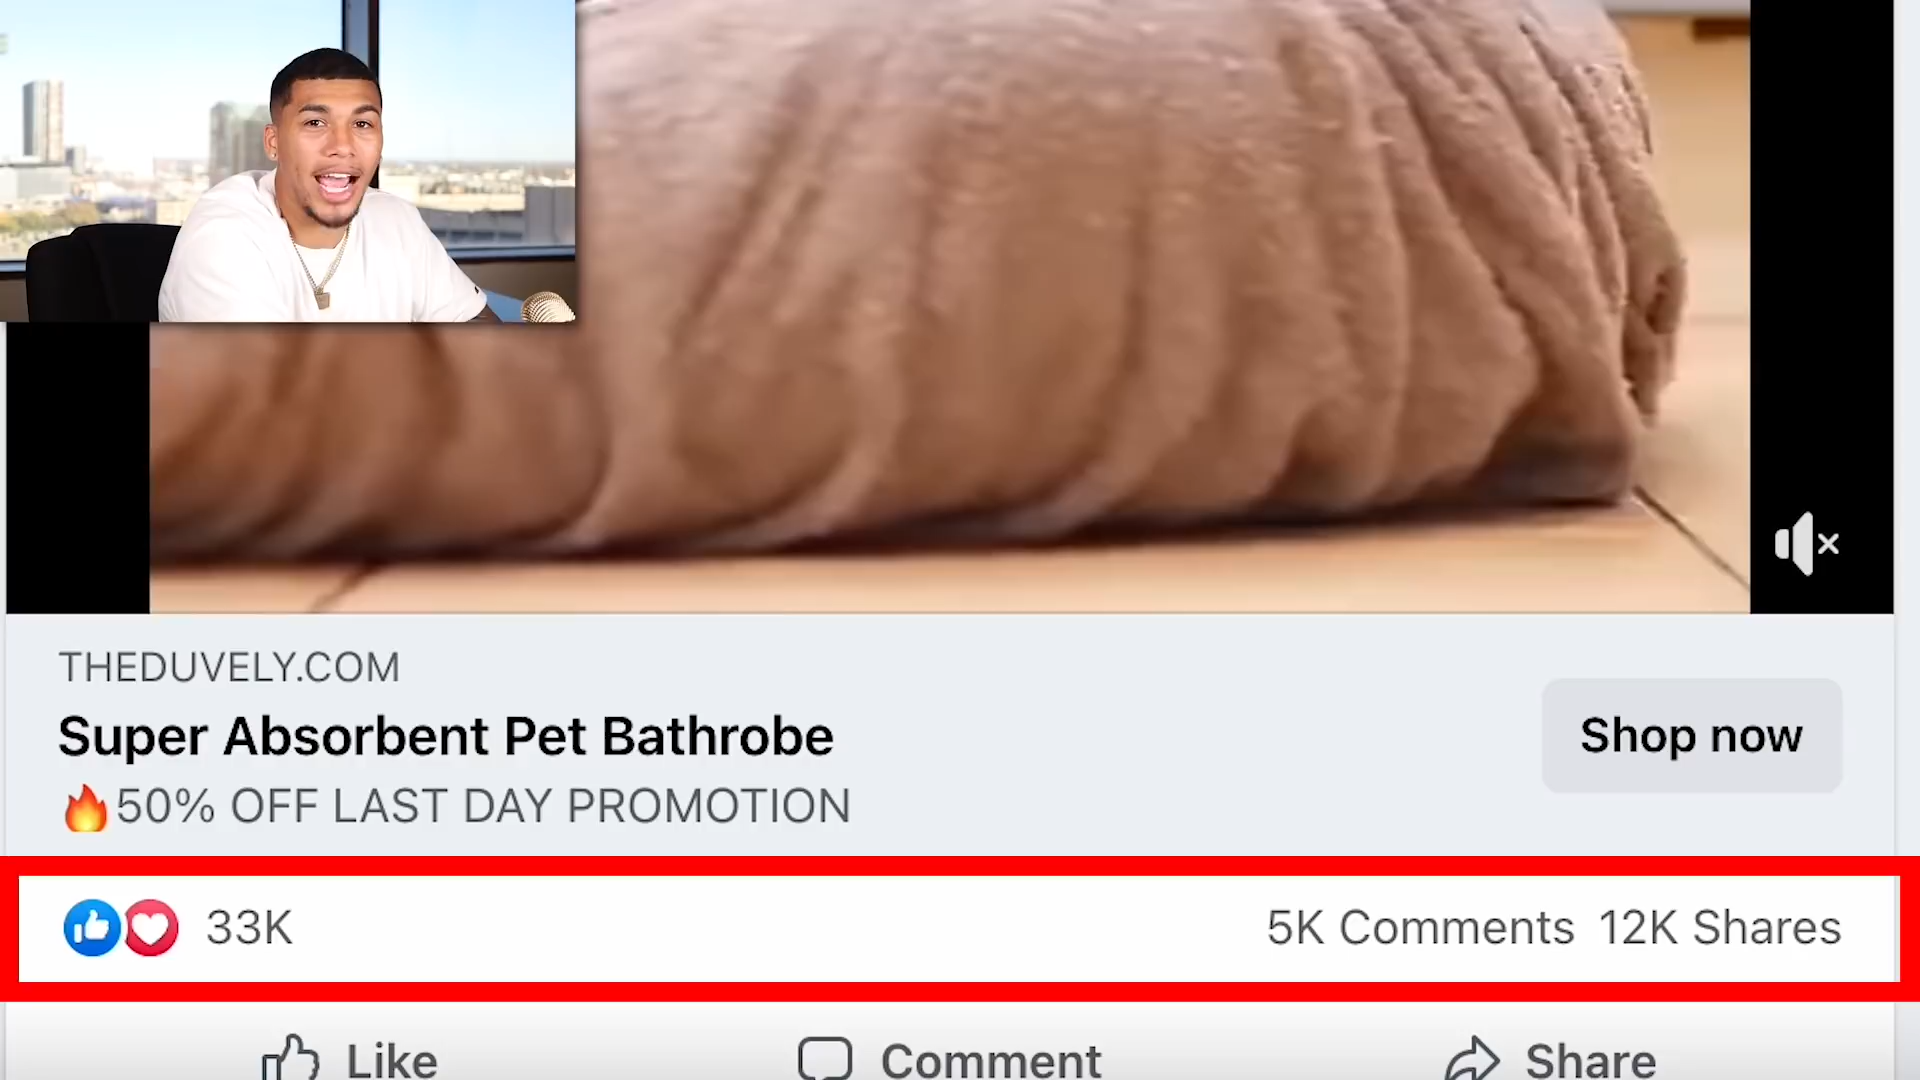 THEDUVELY.COM
Super Absorbent Pet Bathrobe
🔥50% OFF LAST DAY PROMOTION
Shop now
33K
5K Comments 12K Shares
Like
Comment
Share